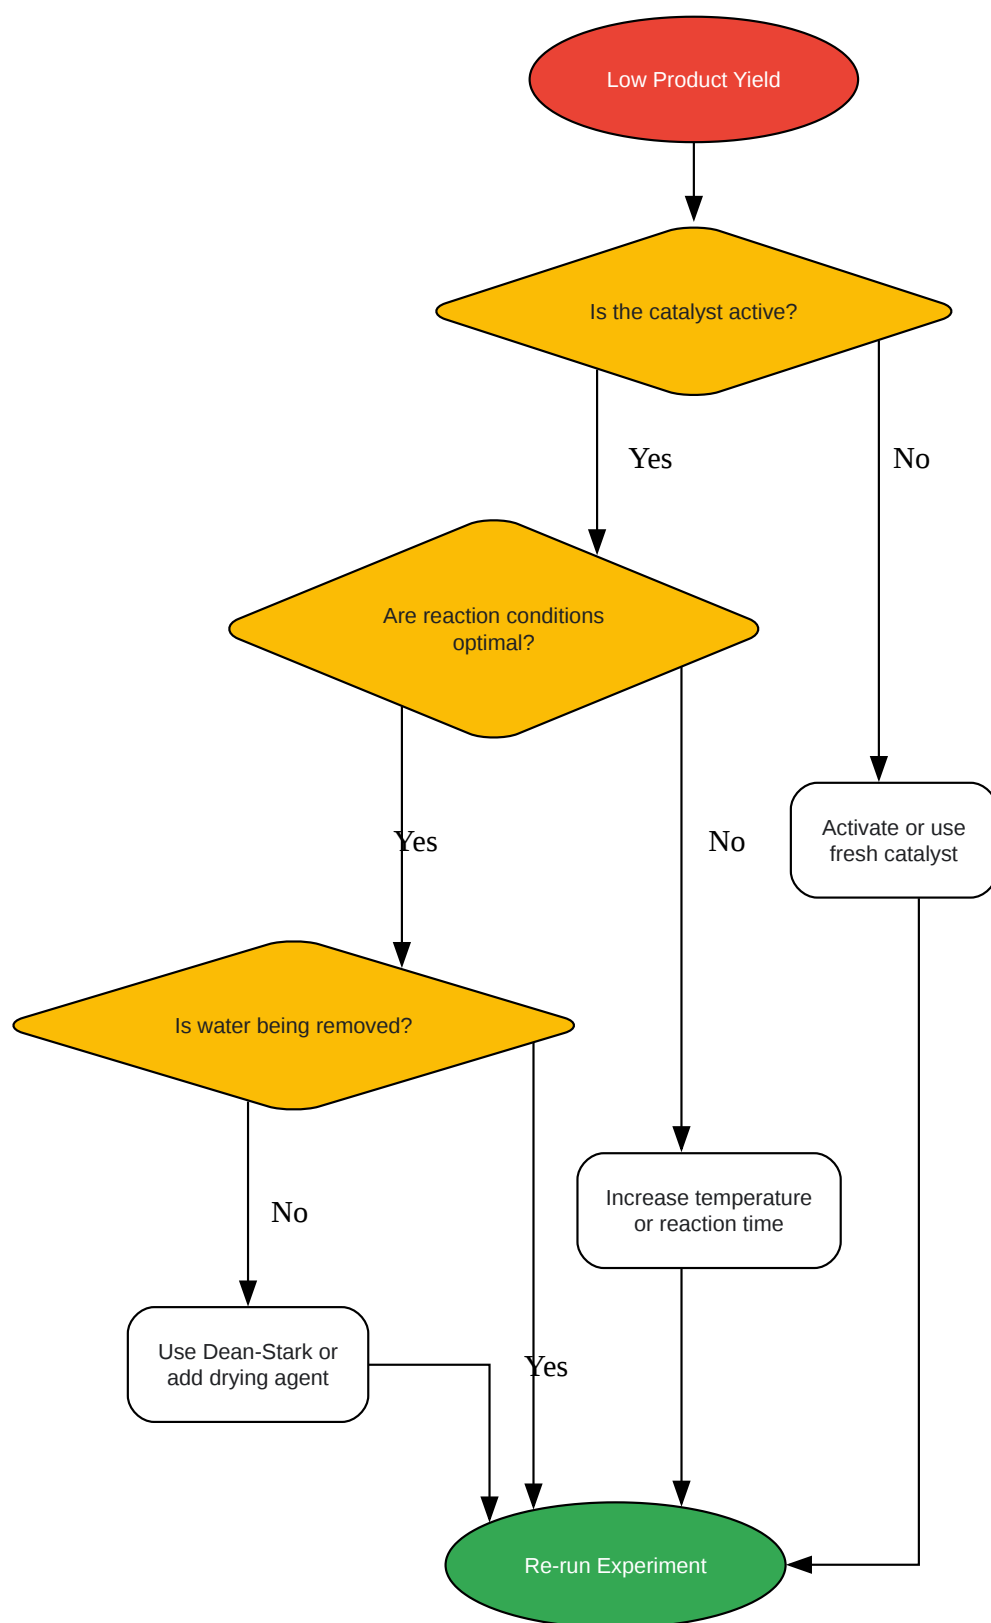 Low Product Yield
Is the catalyst active?
Yes
No
Are reaction conditions
optimal?
Activate or use
fresh catalyst
Yes
No
Is water being removed?
Increase temperature
or reaction time
No
Use Dean-Stark or
add drying agent
Yes
Re-run Experiment